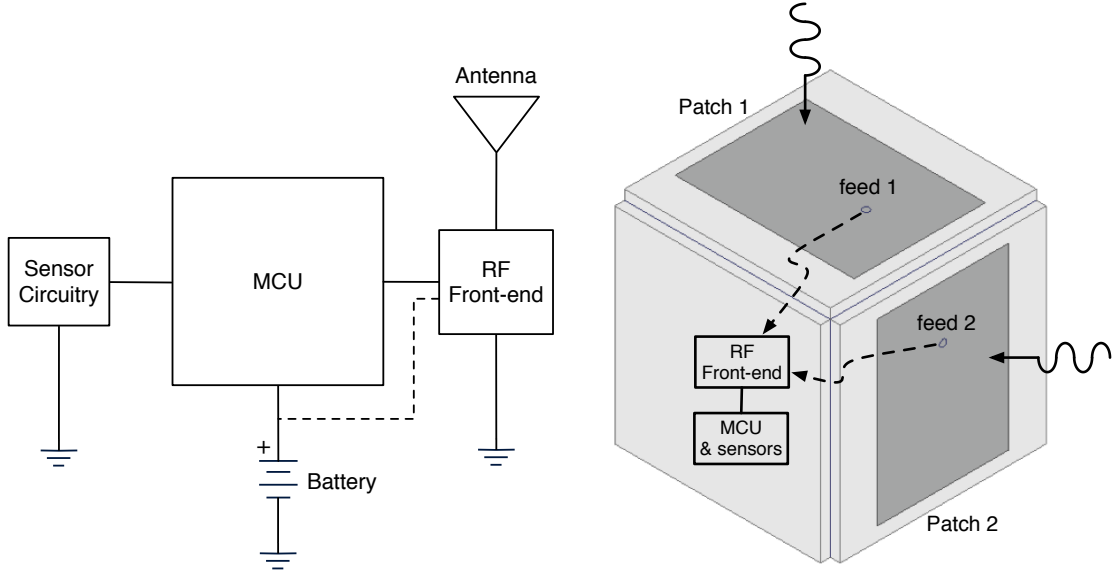 Antenna
Sensor
Circuitry
MCU
RF
Front-end
+
Battery
Patch 1
feed 1
feed 2
RF
Front-end
MCU
& sensors
Patch 2